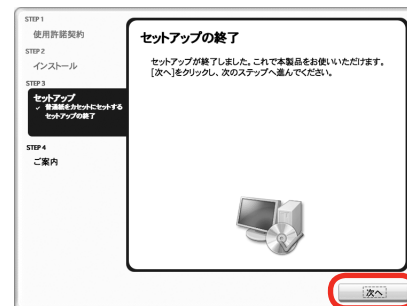 STEP 1
使用許諾契約
STEP 2
インストール
STEP 3
セットアップ
✓ 普通紙をカセットにセットする
セットアップの終了
STEP 4
ご案内
セットアップの終了
セットアップが終了しました。これで本製品をお使いいただけます。
[次へ]をクリックし、次のステップへ進んでください。
次へ